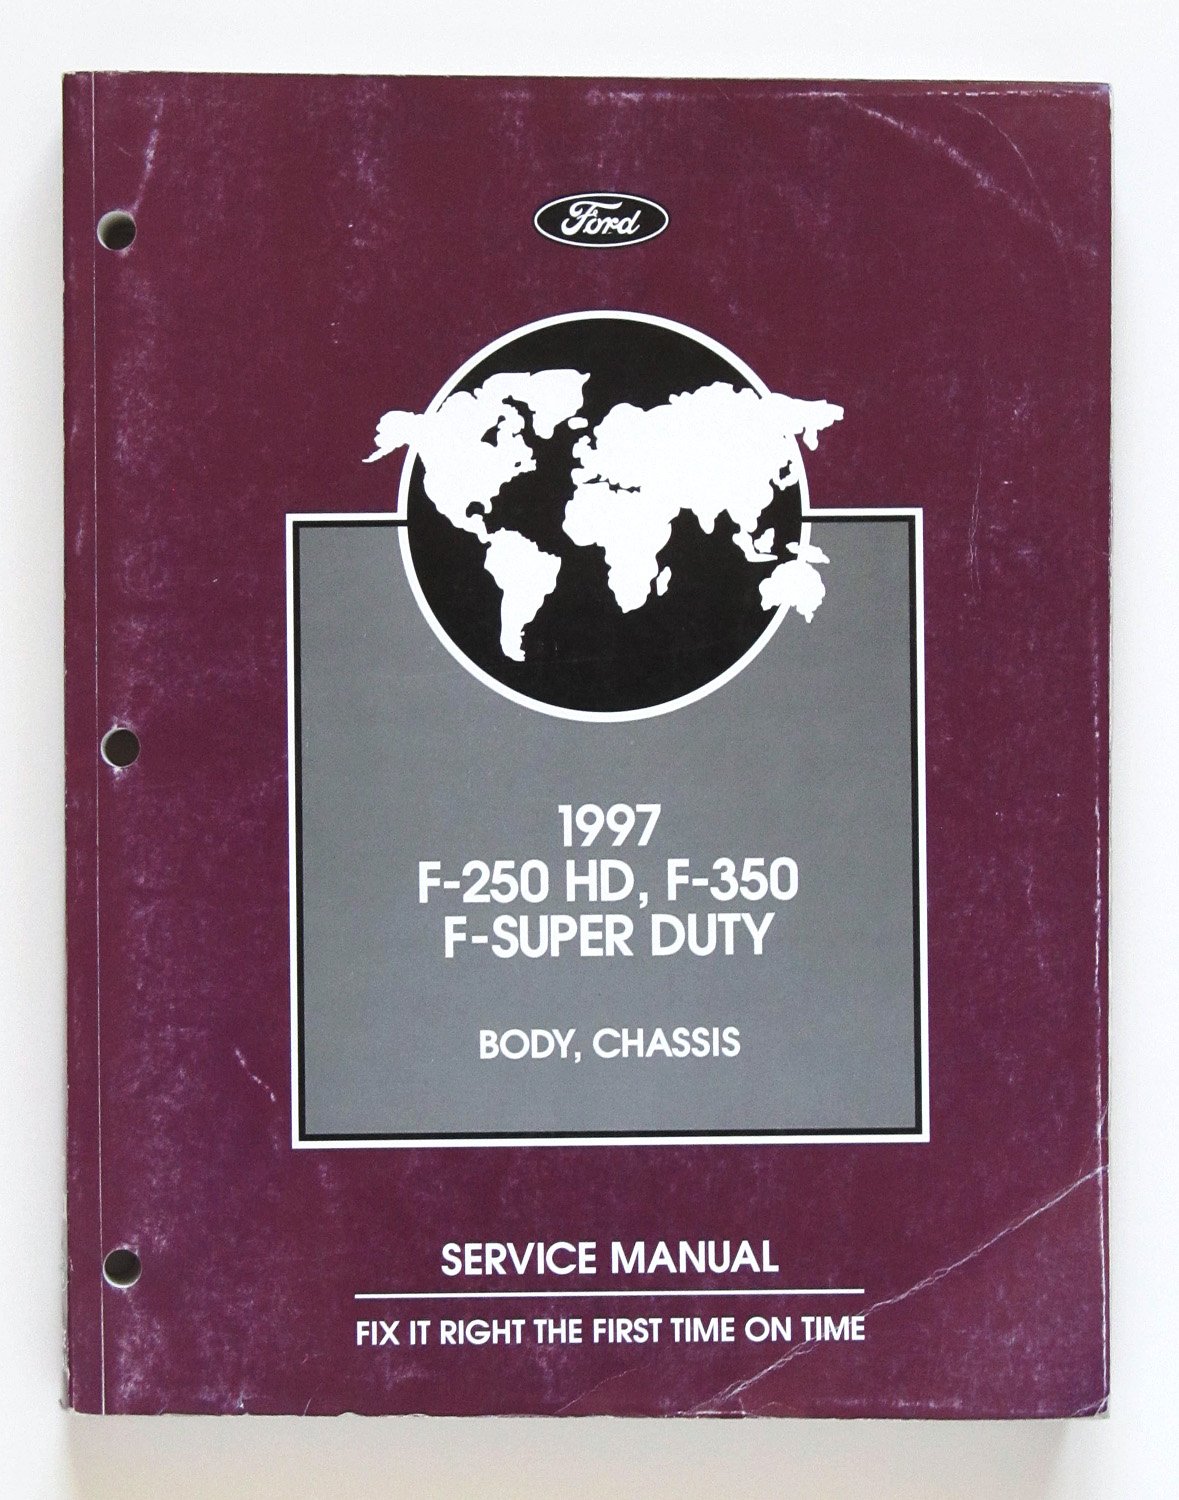 Ford
1997
F-250 HD, F-350
F-SUPER DUTY
BODY, CHASSIS
SERVICE MANUAL
FIX IT RIGHT THE FIRST TIME ON TIME